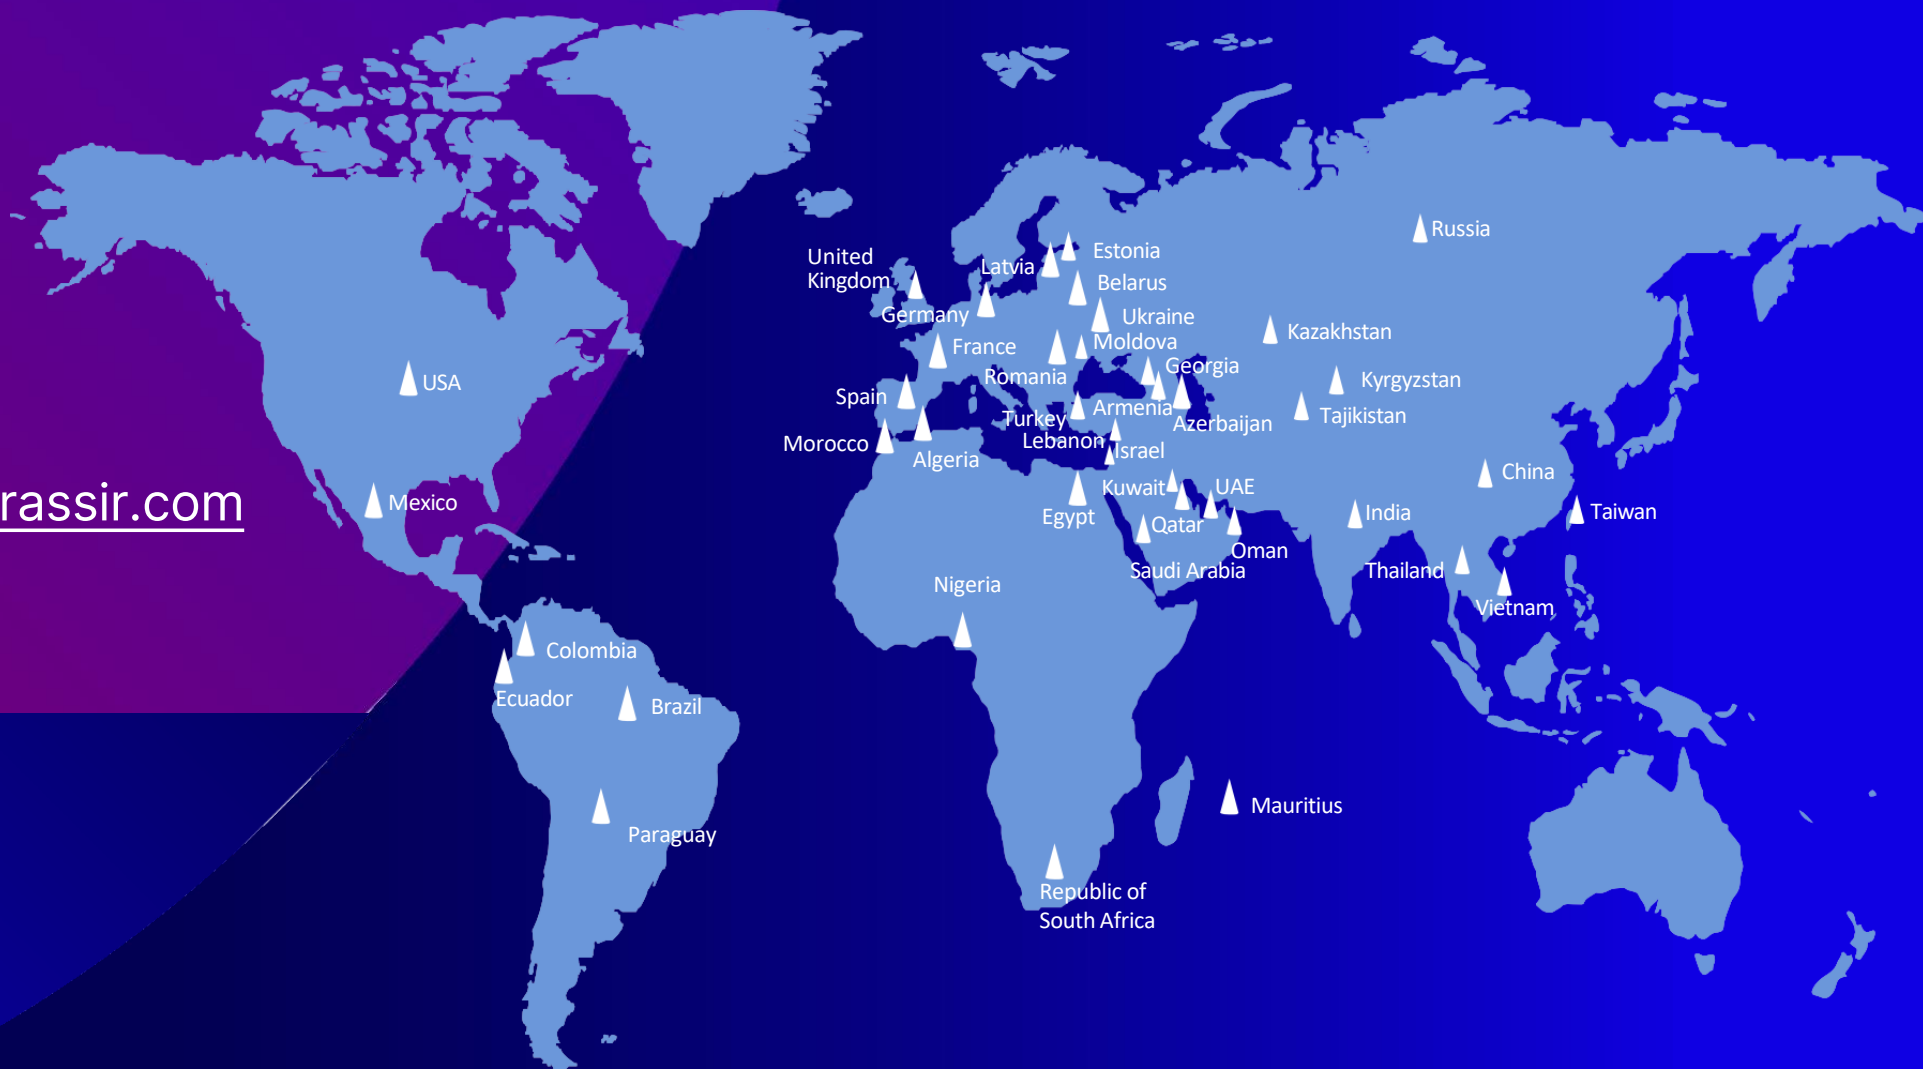 Russia
Estonia
United
Kingdom
Latvia
Belarus
Germany
Ukraine
Kazakhstan
Moldova
France
Georgia
Romania
Kyrgyzstan
USA
Spain
Armenia
Tajikistan
Turkey
Azerbaijan
Lebanon
Morocco
Israel
Algeria
China
Kuwait
UAE
rassir.com
Mexico
India
Taiwan
Egypt
Qatar
Oman
Saudi Arabia
Thailand
Nigeria
Vietnam
Colombia
Ecuador
Brazil
Mauritius
Paraguay
Republic of
South Africa